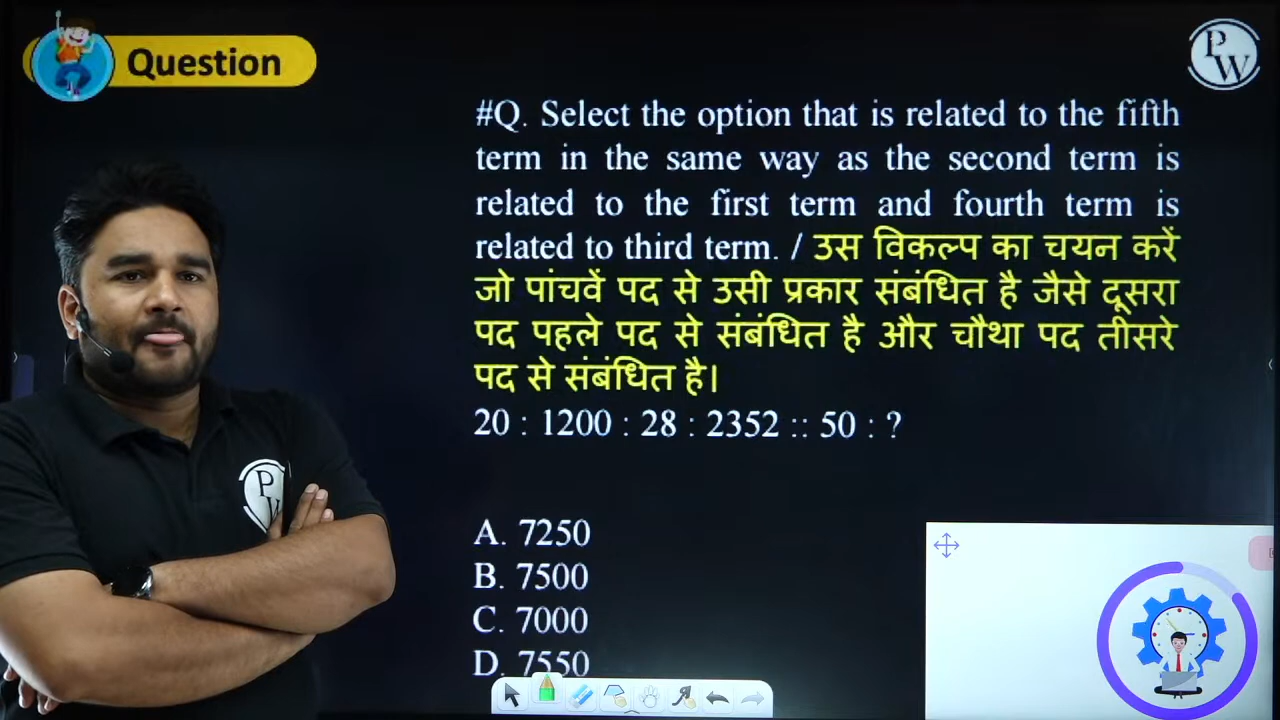 Question
P
W
#Q. Select the option that is related to the fifth
term in the same way as the second term is
related to the first term and fourth term is
related to third term. / उस विकल्प का चयन करें
जो पांचवें पद से उसी प्रकार संबंधित है जैसे दूसरा
पद पहले पद से संबंधित है और चौथा पद तीसरे
पद से संबंधित है।
20 : 1200 : 28 : 2352 :: 50 : ?
A. 7250
B. 7500
C. 7000
D. 7550
P
W